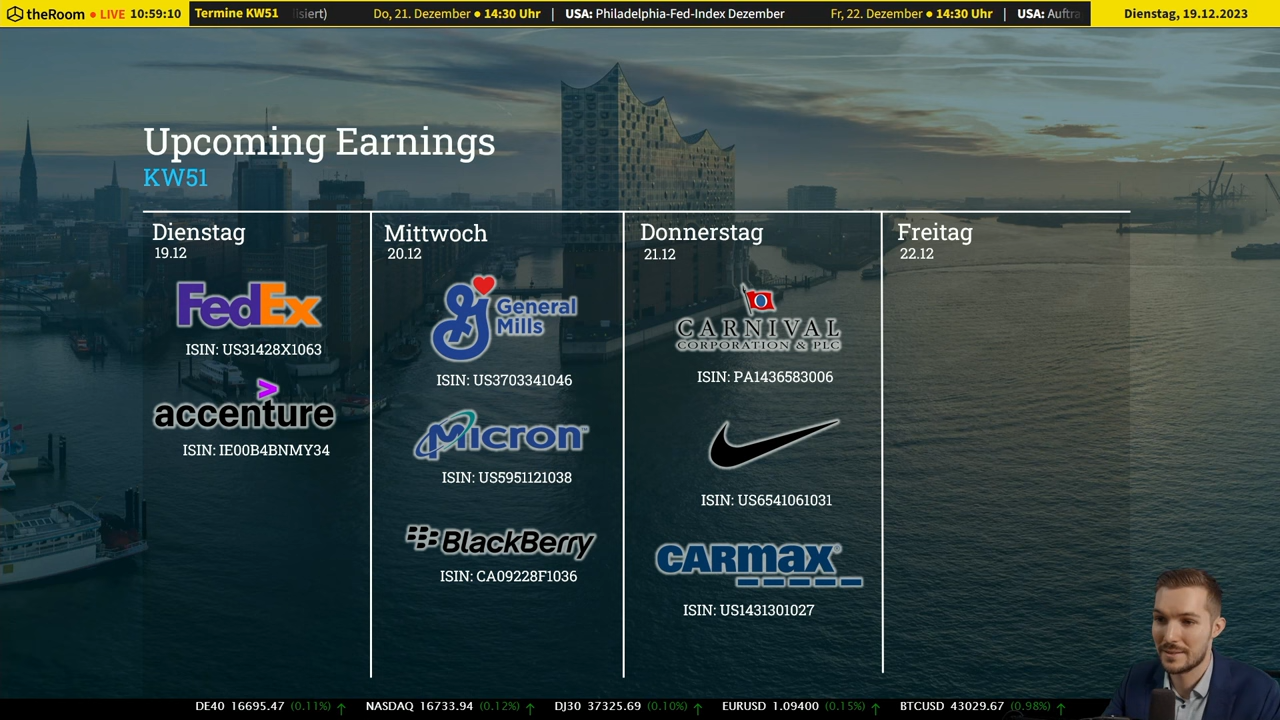 theRoom ● LIVE 10:59:10
Termine KW51
isiert)
Do, 21. Dezember ● 14:30 Uhr | USA: Philadelphia-Fed-Index Dezember
Fr, 22. Dezember ● 14:30 Uhr | USA: Auftra
Dienstag, 19.12.2023
Upcoming Earnings
KW51
Dienstag
19.12
FedEx
ISIN: US31428X1063
>
accenture
ISIN: IE00B4BNMY34
Mittwoch
20.12
G
General
Mills
ISIN: US3703341046
Micron™
ISIN: US5951121038
BlackBerry
ISIN: CA09228F1036
Donnerstag
21.12
CARNIVAL
CORPORATION & PLC
ISIN: PA1436583006
ISIN: US6541061031
CARMAX®
ISIN: US1431301027
Freitag
22.12
DE40 16695.47 (0.11%) ↑ NASDAQ 16733.94 (0.12%) ↑ DJ30 37325.69 (0.10%) ↑ EURUSD 1.09400 (0.15%) ↑ BTCUSD 43029.67 (0.98%) ↑